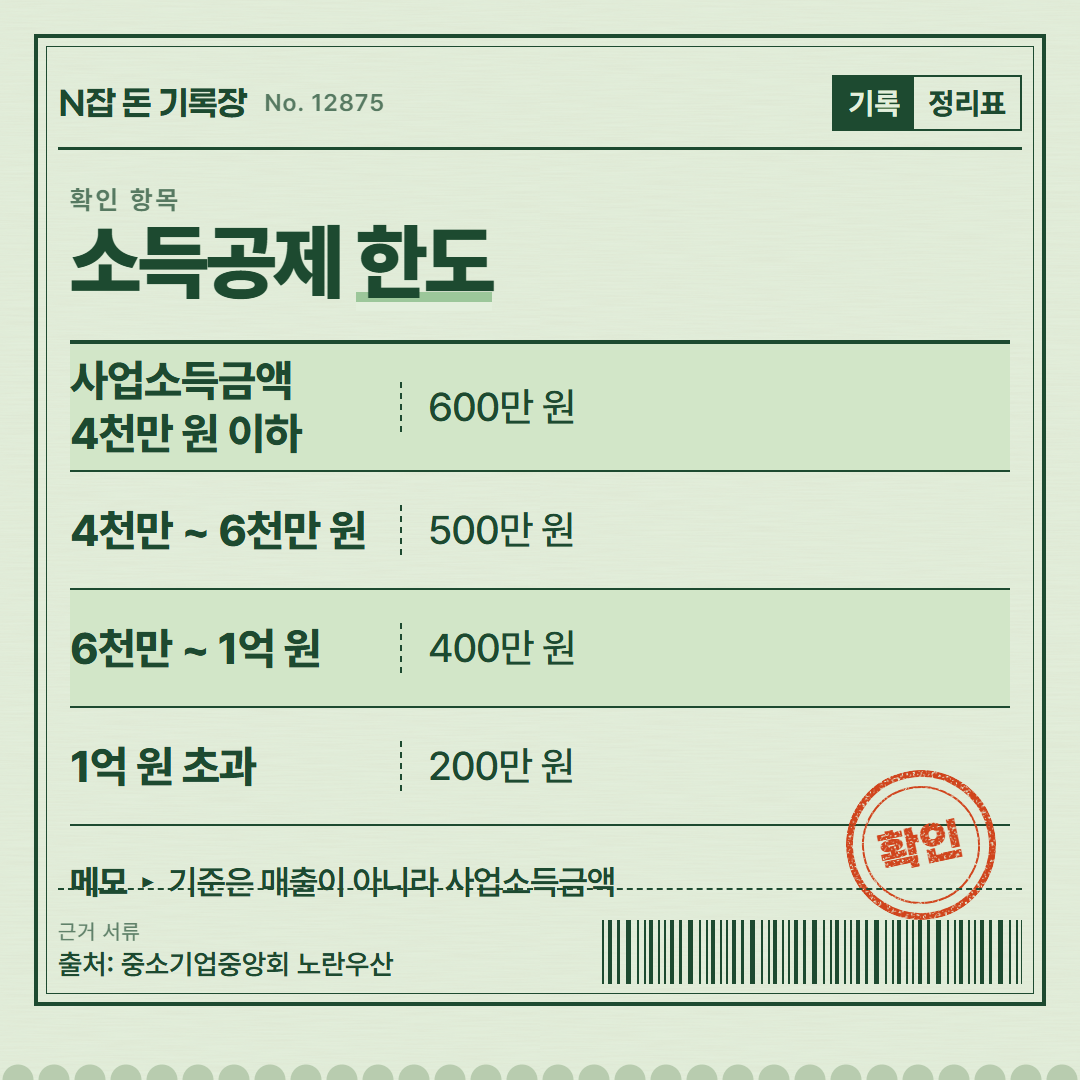 N잡 돈 기록장 No. 12875 기록 정리표
확인 항목
소득공제 한도
사업소득금액
4천만 원 이하 600만 원
4천만 ~ 6천만 원 500만 원
6천만 ~ 1억 원 400만 원
1억 원 초과 200만 원
확인
메모 ▸ 기준은 매출이 아니라 사업소득금액
근거 서류
출처: 중소기업중앙회 노란우산